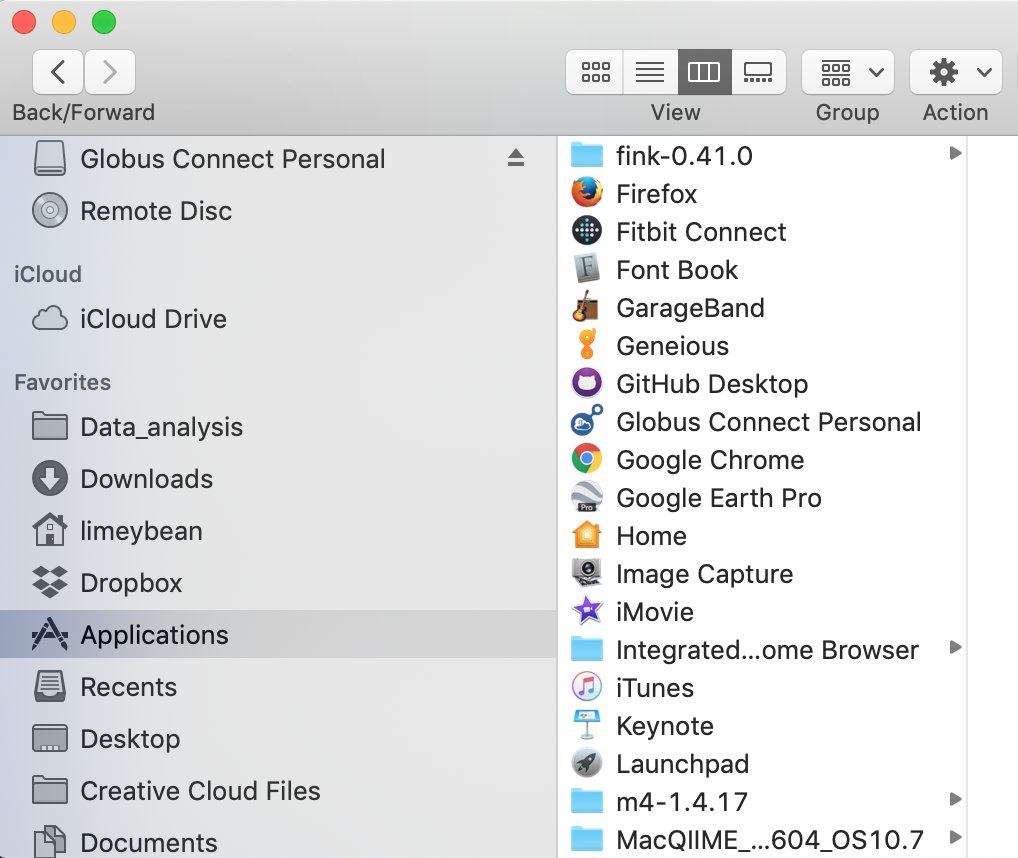 Back/Forward
View
Group
Action
Globus Connect Personal
Remote Disc
iCloud
iCloud Drive
Favorites
Data_analysis
Downloads
limeybean
Dropbox
Applications
Recents
Desktop
Creative Cloud Files
Documents
fink-0.41.0
Firefox
Fitbit Connect
Font Book
GarageBand
Geneious
GitHub Desktop
Globus Connect Personal
Google Chrome
Pro
Google Earth Pro
Home
Image Capture
iMovie
Integrated...ome Browser
iTunes
Keynote
Launchpad
m4-1.4.17
MacQIIME_...604_OS10.7